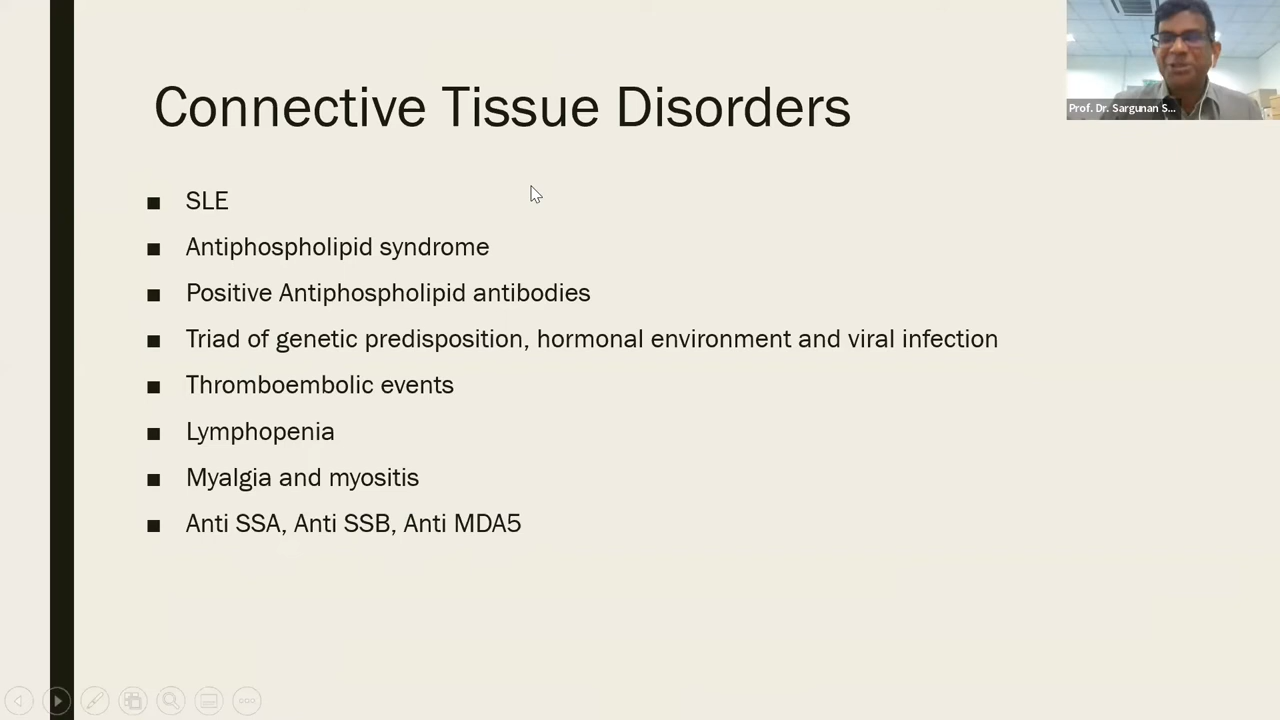 Connective Tissue Disorders
Prof. Dr. Sargunan S...
SLE
Antiphospholipid syndrome
Positive Antiphospholipid antibodies
Triad of genetic predisposition, hormonal environment and viral infection
Thromboembolic events
Lymphopenia
Myalgia and myositis
Anti SSA, Anti SSB, Anti MDA5